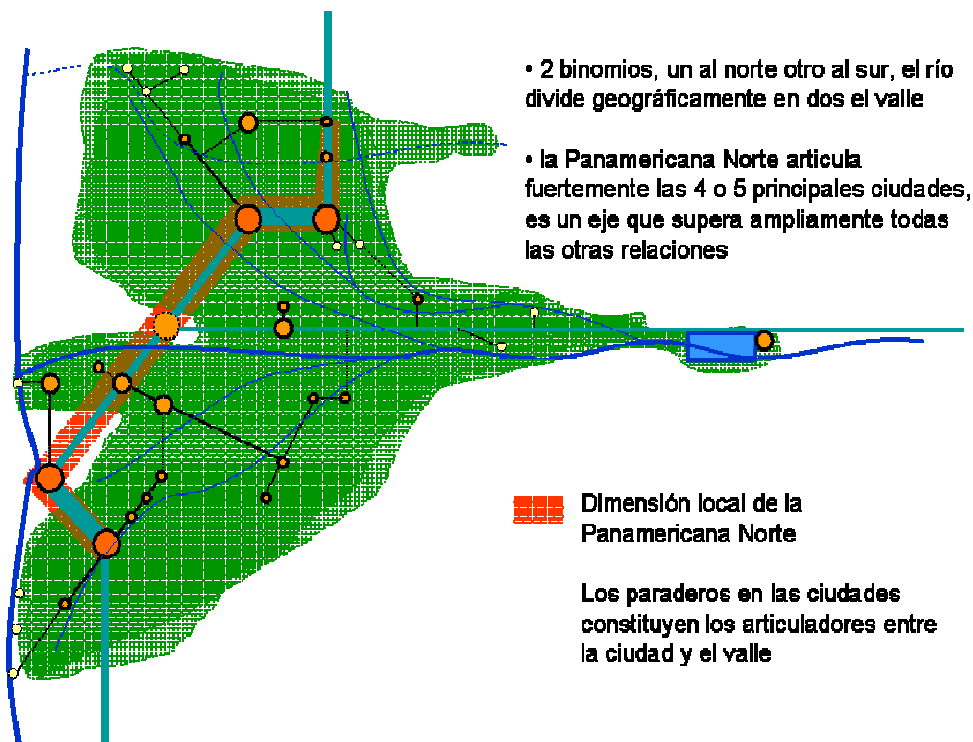 • 2 binomios, un al norte otro al sur, el río
divide geográficamente en dos el valle
• la Panamericana Norte articula
fuertemente las 4 o 5 principales ciudades,
es un eje que supera ampliamente todas
las otras relaciones
Dimensión local de la
Panamericana Norte
Los paraderos en las ciudades
constituyen los articuladores entre
la ciudad y el valle